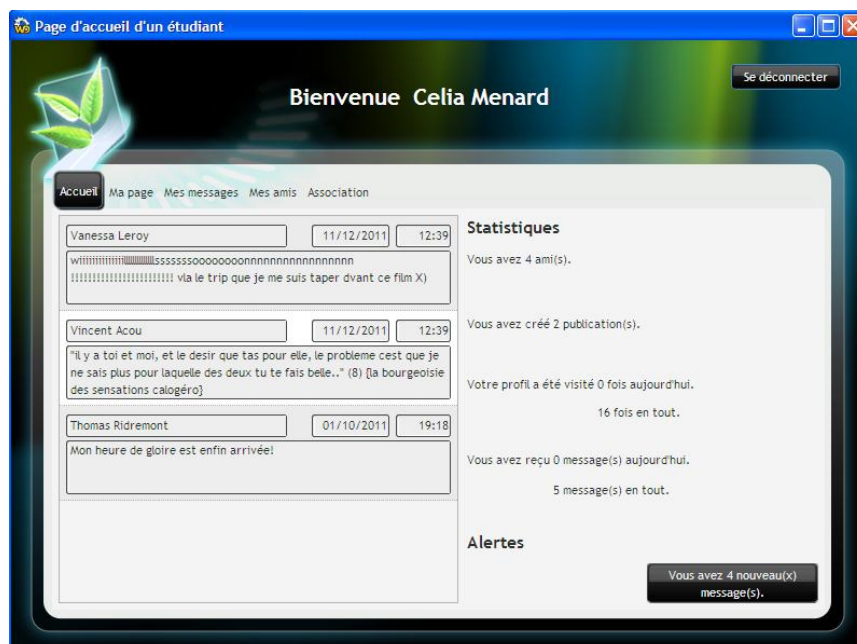 Page d'accueil d'un étudiant
Se déconnecter
Bienvenue Celia Menard
Accueil Ma page Mes messages Mes amis Association
Vanessa Leroy 11/12/2011 12:39
!!!!!!!!!!!!!!!!!!!!!!!!! vla le trip que je me suis taper dvant ce film X)
Vincent Acou 11/12/2011 12:39
"il y a toi et moi, et le desir que tas pour elle, le probleme cest que je
ne sais plus pour laquelle des deux tu te fais belle.." (8) {la bourgeoisie
des sensations calogéro}
Thomas Ridremont 01/10/2011 19:18
Mon heure de gloire est enfin arrivée!
Statistiques
Vous avez 4 ami(s).
Vous avez créé 2 publication(s).
Votre profil a été visité 0 fois aujourd'hui.
16 fois en tout.
Vous avez reçu 0 message(s) aujourd'hui.
5 message(s) en tout.
Alertes
Vous avez 4 nouveau(x)
message(s).